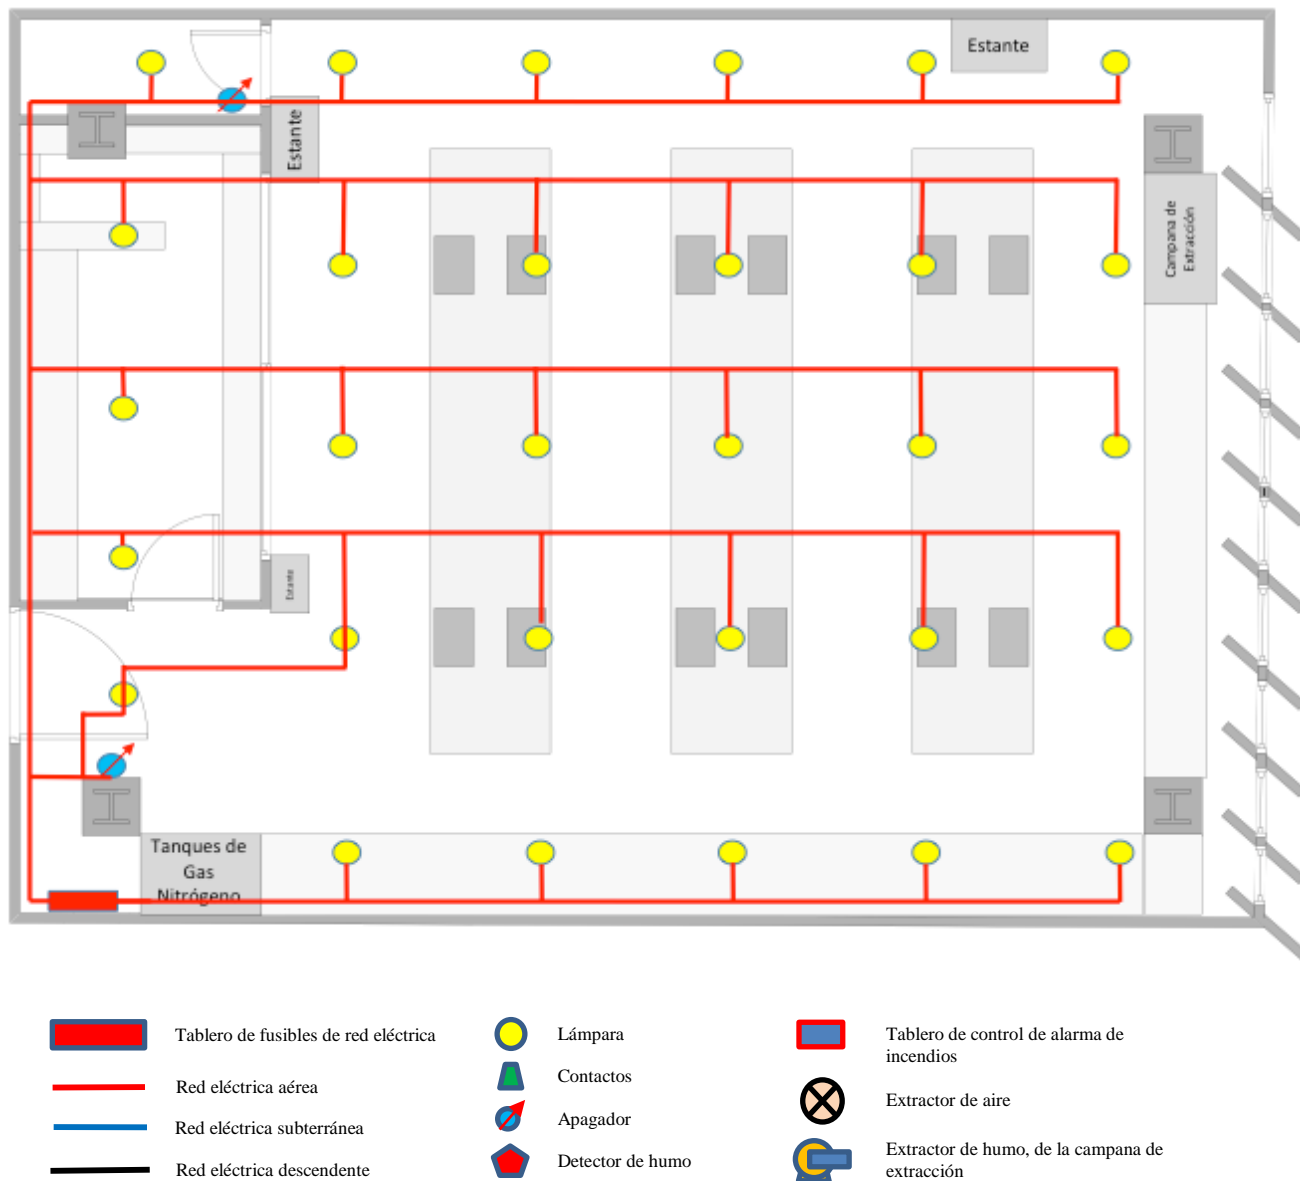 Estante
Estante
Campana de
Extracción
Estante
Tanques de
Gas
Nitrógeno
Tablero de fusibles de red eléctrica
Red eléctrica aérea
Red eléctrica subterránea
Red eléctrica descendente
Lámpara
Contactos
Apagador
Detector de humo
Tablero de control de alarma de
incendios
Extractor de aire
Extractor de humo, de la campana de
extracción